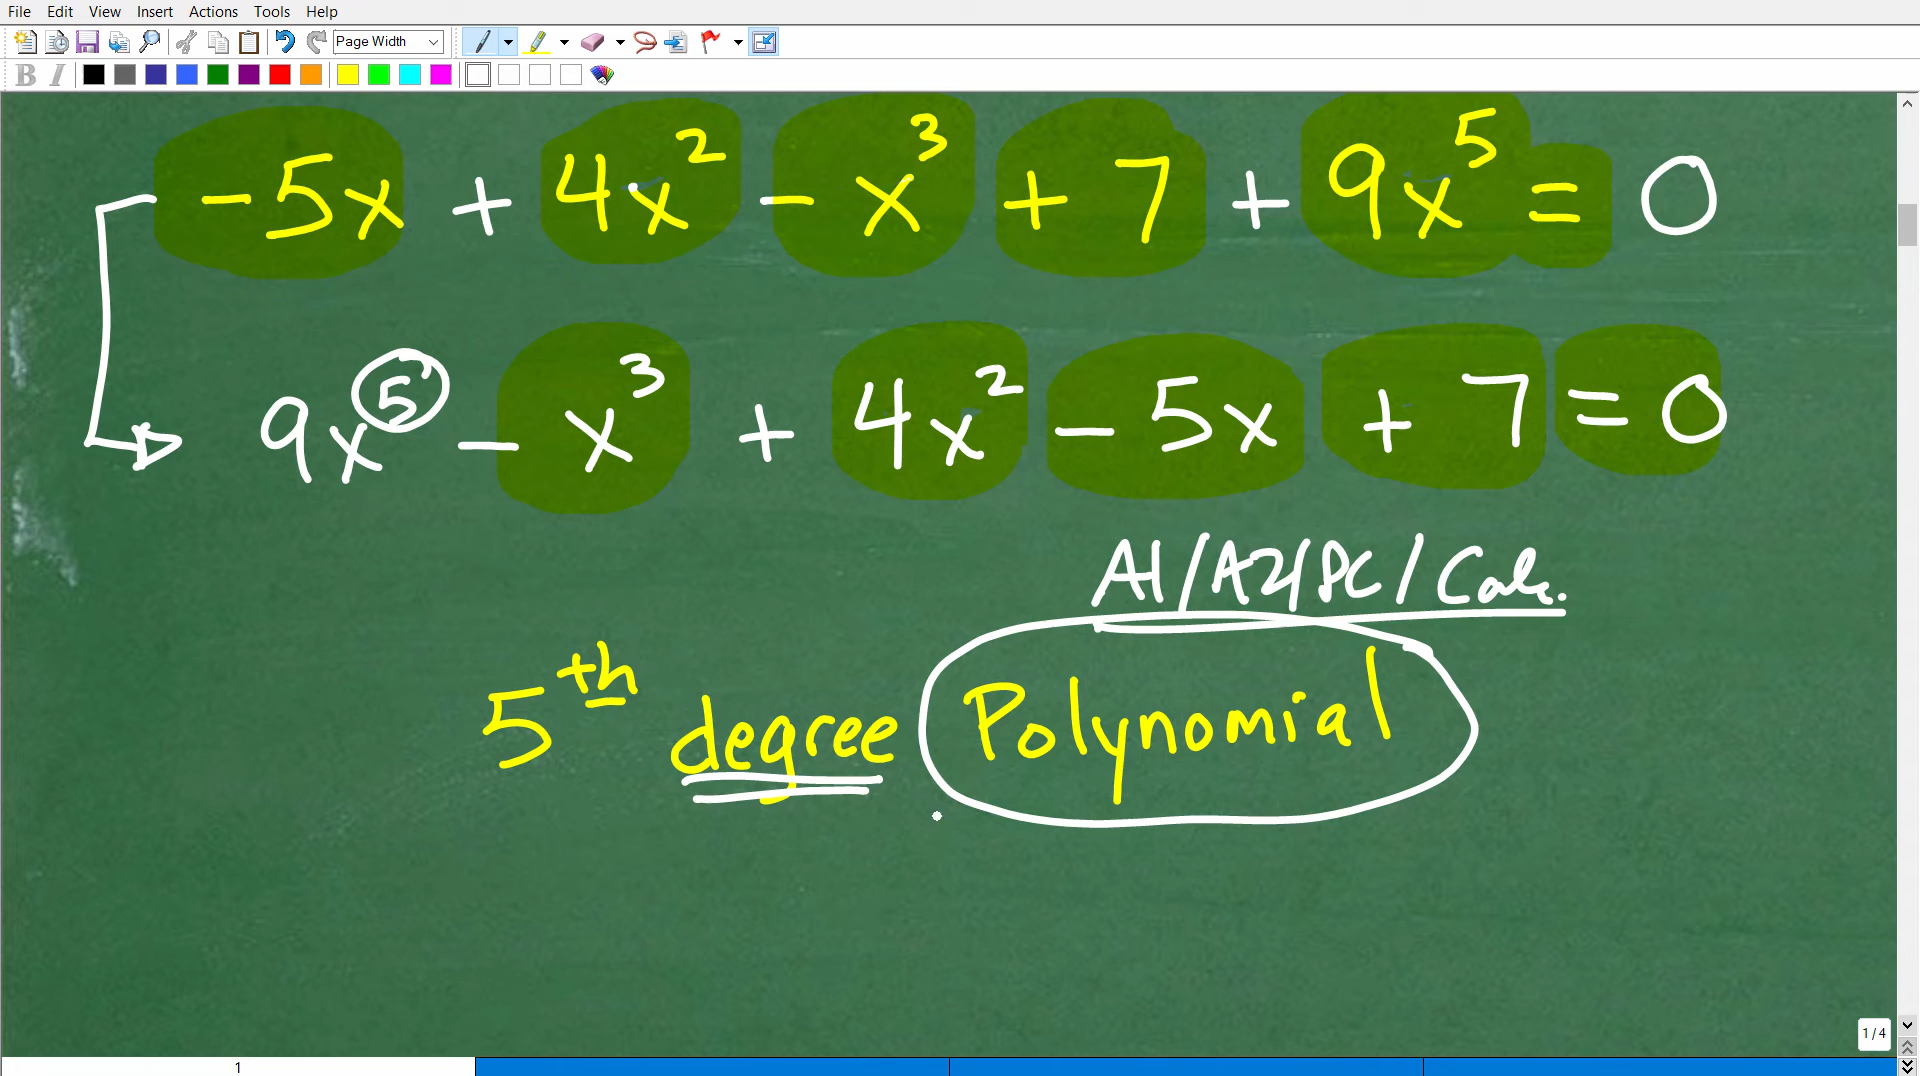 File Edit View Insert Actions Tools Help
Page Width
B I
-5x + 4x² - x³ + 7 + 9x⁵ = 0
9x⁵ - x³ + 4x² - 5x + 7 = 0
A1/A2/PC/Calc.
5th degree Polynomial
1 / 4
1